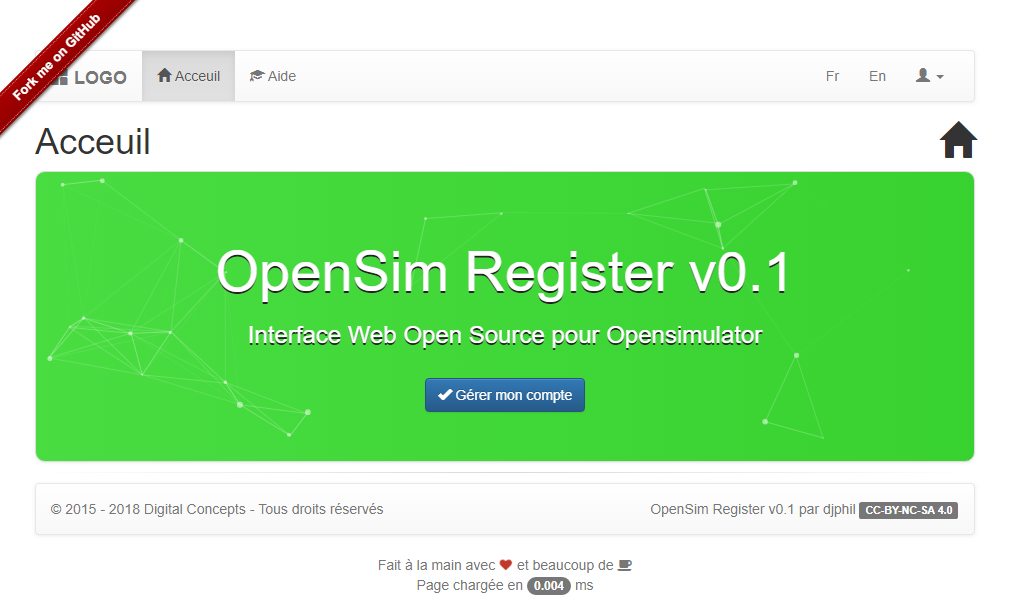 Fork me on GitHub
LOGO Acceuil Aide Fr En
Acceuil
OpenSim Register v0.1
Interface Web Open Source pour Opensimulator
Gérer mon compte
© 2015 - 2018 Digital Concepts - Tous droits réservés OpenSim Register v0.1 par djphil CC-BY-NC-SA 4.0
Fait à la main avec et beaucoup de
Page chargée en 0.004 ms